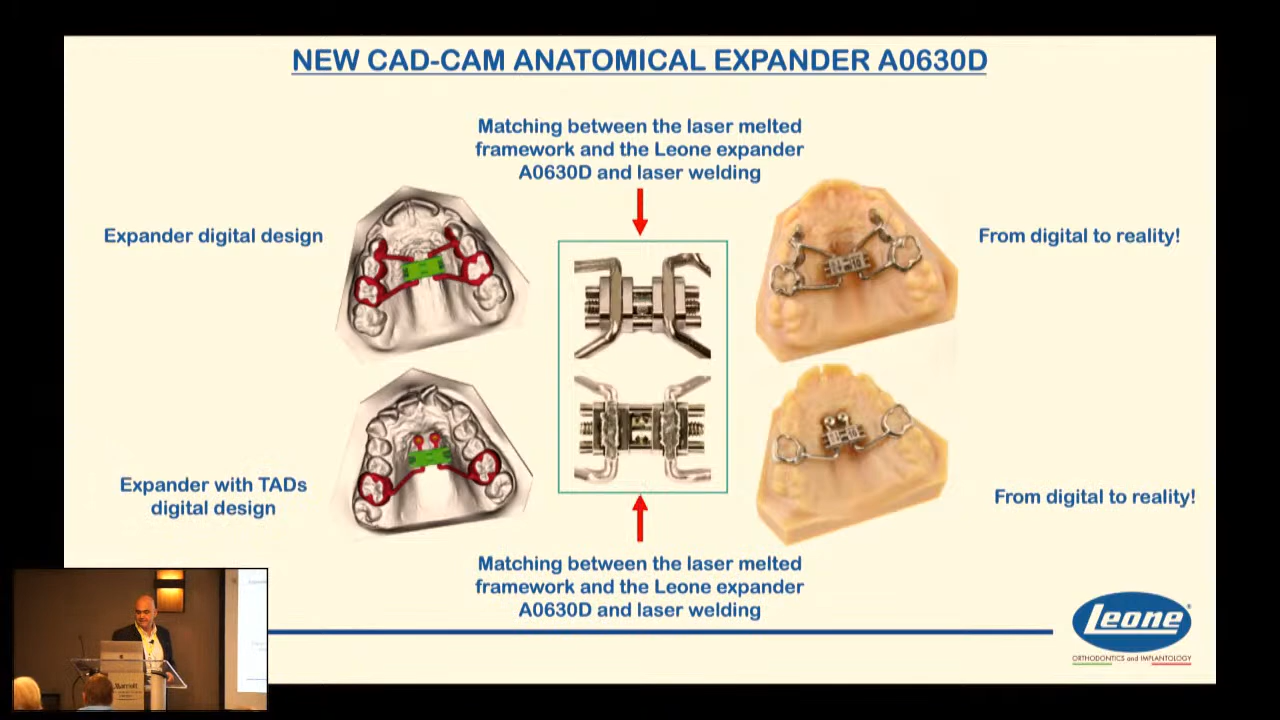 NEW CAD-CAM ANATOMICAL EXPANDER A0630D
Matching between the laser melted
framework and the Leone expander
A0630D and laser welding
Expander digital design
From digital to reality!
Expander with TADs
digital design
From digital to reality!
Matching between the laser melted
framework and the Leone expander
A0630D and laser welding
Leone®
ORTHODONTICS and IMPLANTOLOGY
Marriott